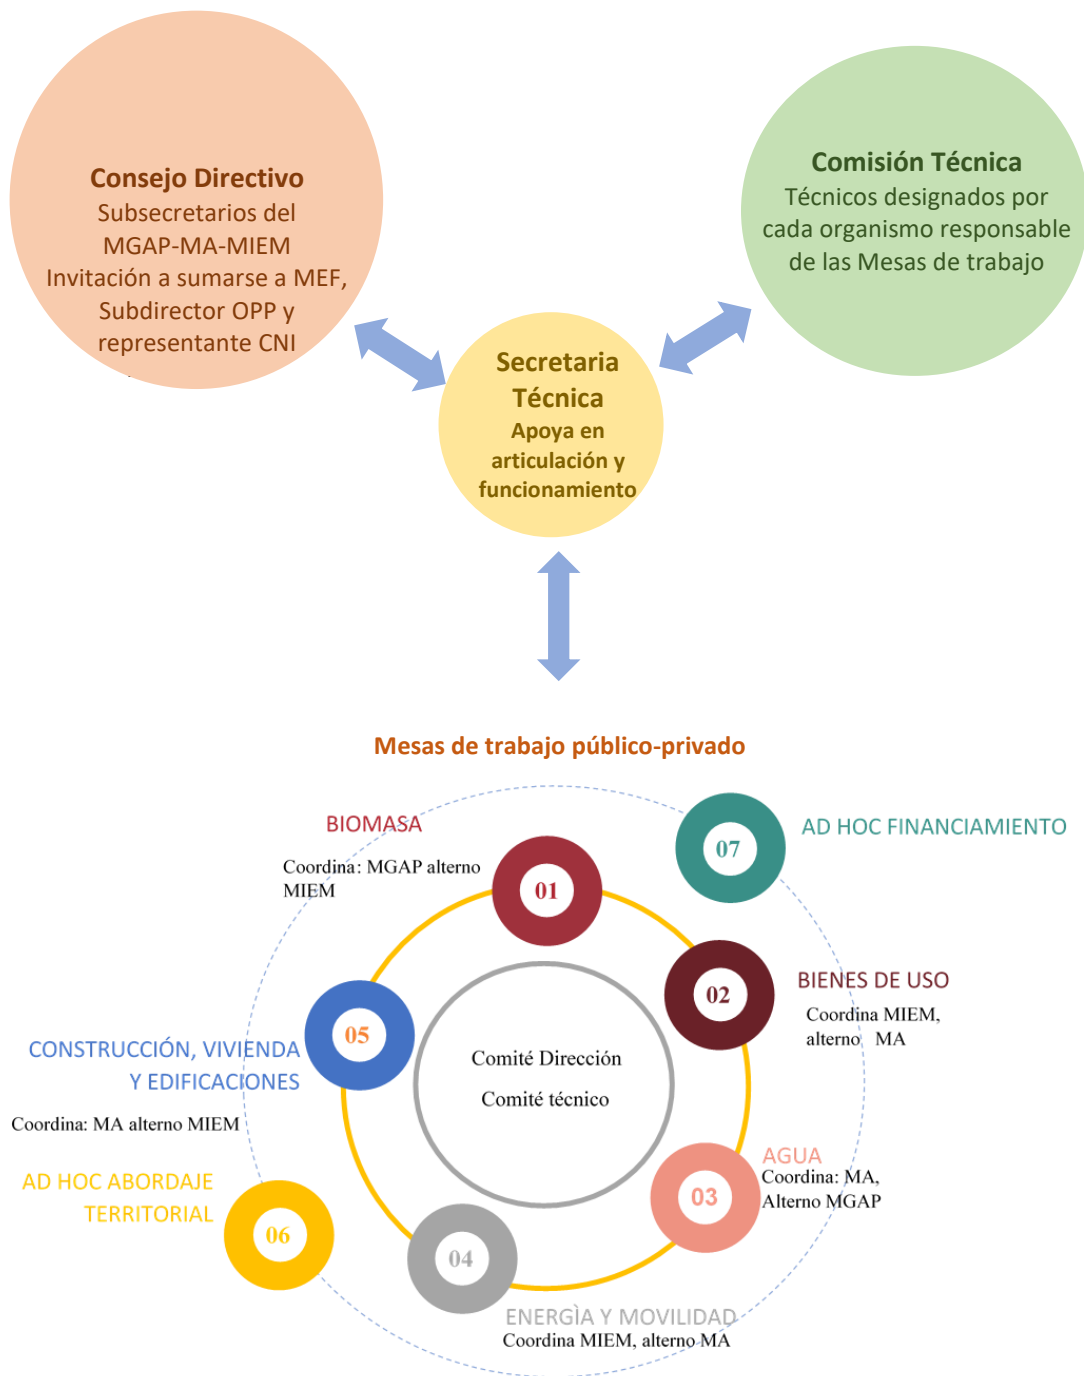 Consejo Directivo
Subsecretarios del
MGAP-MA-MIEM
Invitación a sumarse a MEF,
Subdirector OPP y
representante CNI
Comisión Técnica
Técnicos designados por
cada organismo responsable
de las Mesas de trabajo
Secretaria
Técnica
Apoya en
articulación y
funcionamiento
Mesas de trabajo público-privado
BIOMASA
Coordina: MGAP alterno
MIEM
01
07
AD HOC FINANCIAMIENTO
02
BIENES DE USO
Coordina MIEM,
alterno MA
05
CONSTRUCCIÓN, VIVIENDA
Y EDIFICACIONES
Coordina: MA alterno MIEM
Comité Dirección
Comité técnico
03
AGUA
Coordina: MA,
Alterno MGAP
AD HOC ABORDAJE
TERRITORIAL
06
04
ENERGÌA Y MOVILIDAD
Coordina MIEM, alterno MA